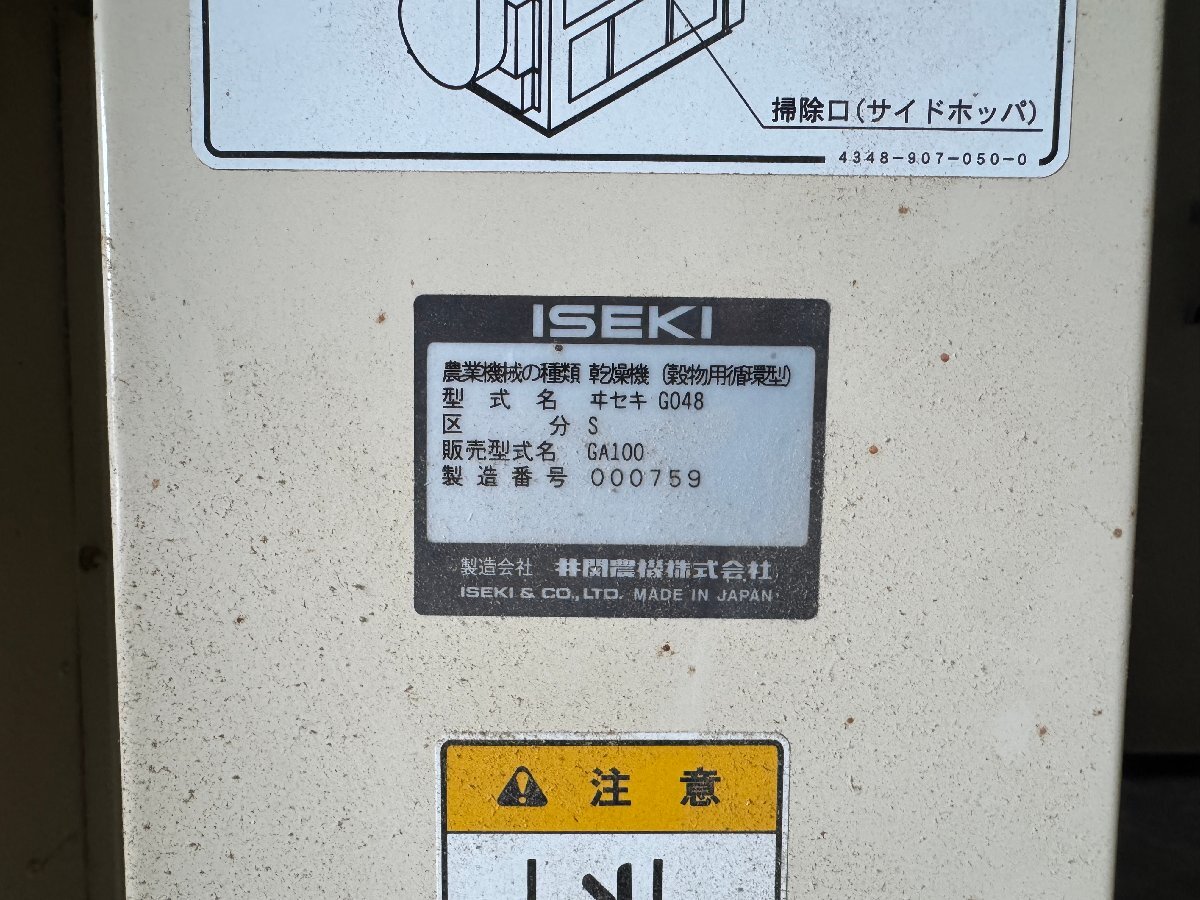 掃除口(サイドホッパ)
4348-907-050-0
ISEKI
農業機械の種類 乾燥機(穀物用循環型)
型式名 ヰセキ G048
区分 S
販売型式名 GA100
製造番号 000759
製造会社 井関農機株式会社
ISEKI & CO., LTD. MADE IN JAPAN
注意